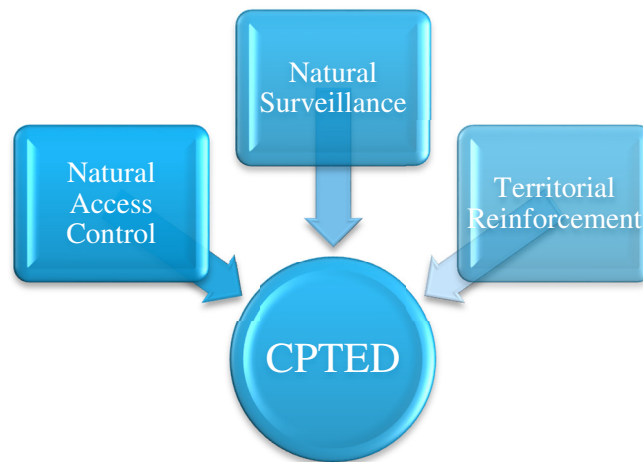 Natural
Access
Control
Natural
Surveillance
Territorial
Reinforcement
CPTED